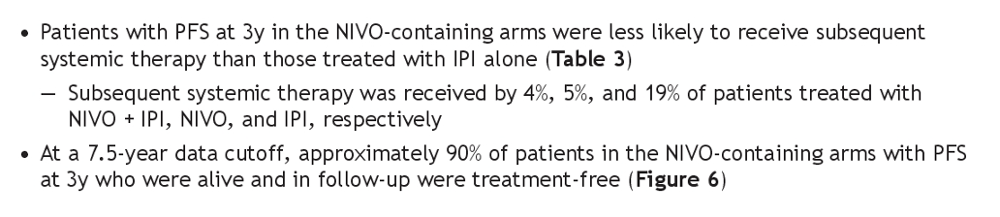 • Patients with PFS at 3y in the NIVO-containing arms were less likely to receive subsequent
systemic therapy than those treated with IPI alone (Table 3)
— Subsequent systemic therapy was received by 4%, 5%, and 19% of patients treated with
NIVO + IPI, NIVO, and IPI, respectively
• At a 7.5-year data cutoff, approximately 90% of patients in the NIVO-containing arms with PFS
at 3y who were alive and in follow-up were treatment-free (Figure 6)